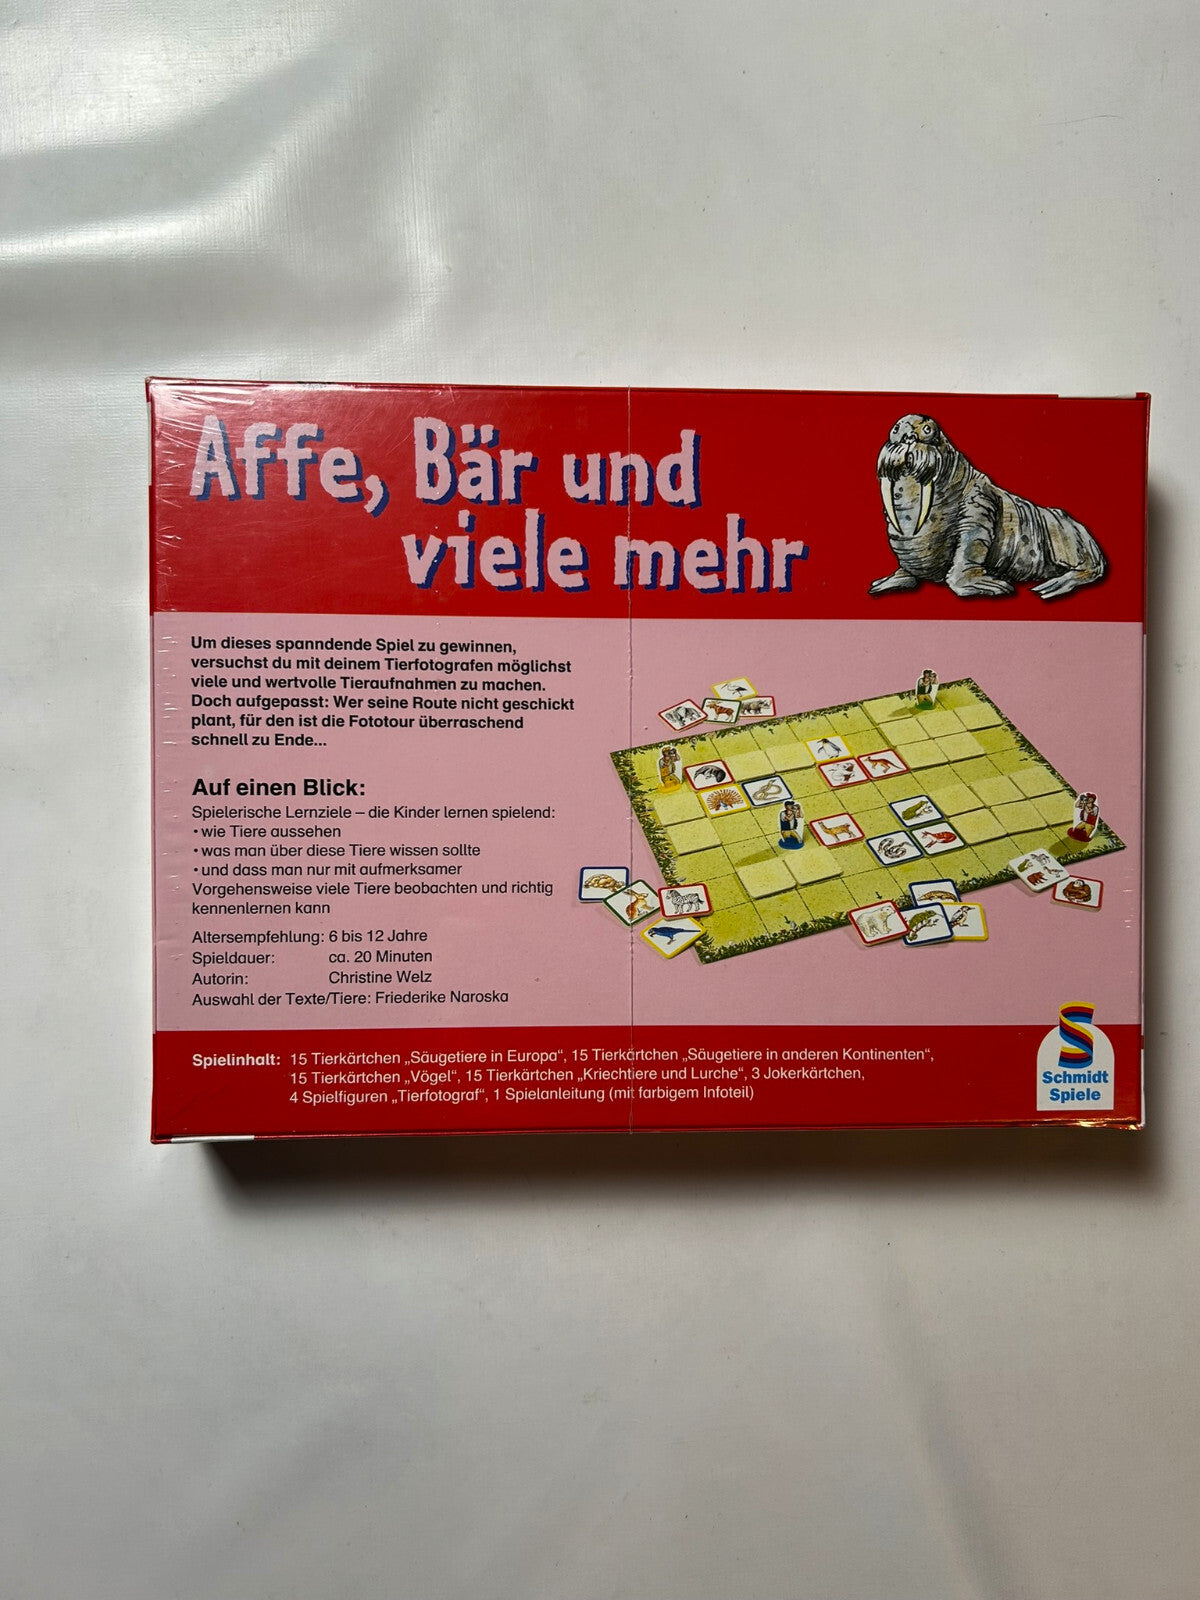 Affe, Bär und
viele mehr
Um dieses spanndende Spiel zu gewinnen,
versuchst du mit deinem Tierfotografen möglichst
viele und wertvolle Tieraufnahmen zu machen.
Doch aufgepasst: Wer seine Route nicht geschickt
plant, für den ist die Fototour überraschend
schnell zu Ende...
Auf einen Blick:
Spielerische Lernziele – die Kinder lernen spielend:
• wie Tiere aussehen
• was man über diese Tiere wissen sollte
• und dass man nur mit aufmerksamer
Vorgehensweise viele Tiere beobachten und richtig
kennenlernen kann
Altersempfehlung: 6 bis 12 Jahre
Spieldauer: ca. 20 Minuten
Autorin: Christine Welz
Auswahl der Texte/Tiere: Friederike Naroska
Spielinhalt: 15 Tierkärtchen „Säugetiere in Europa“, 15 Tierkärtchen „Säugetiere in anderen Kontinenten“,
15 Tierkärtchen „Vögel“, 15 Tierkärtchen „Kriechtiere und Lurche“, 3 Jokerkärtchen,
4 Spielfiguren „Tierfotograf“, 1 Spielanleitung (mit farbigem Infoteil)
Schmidt
Spiele